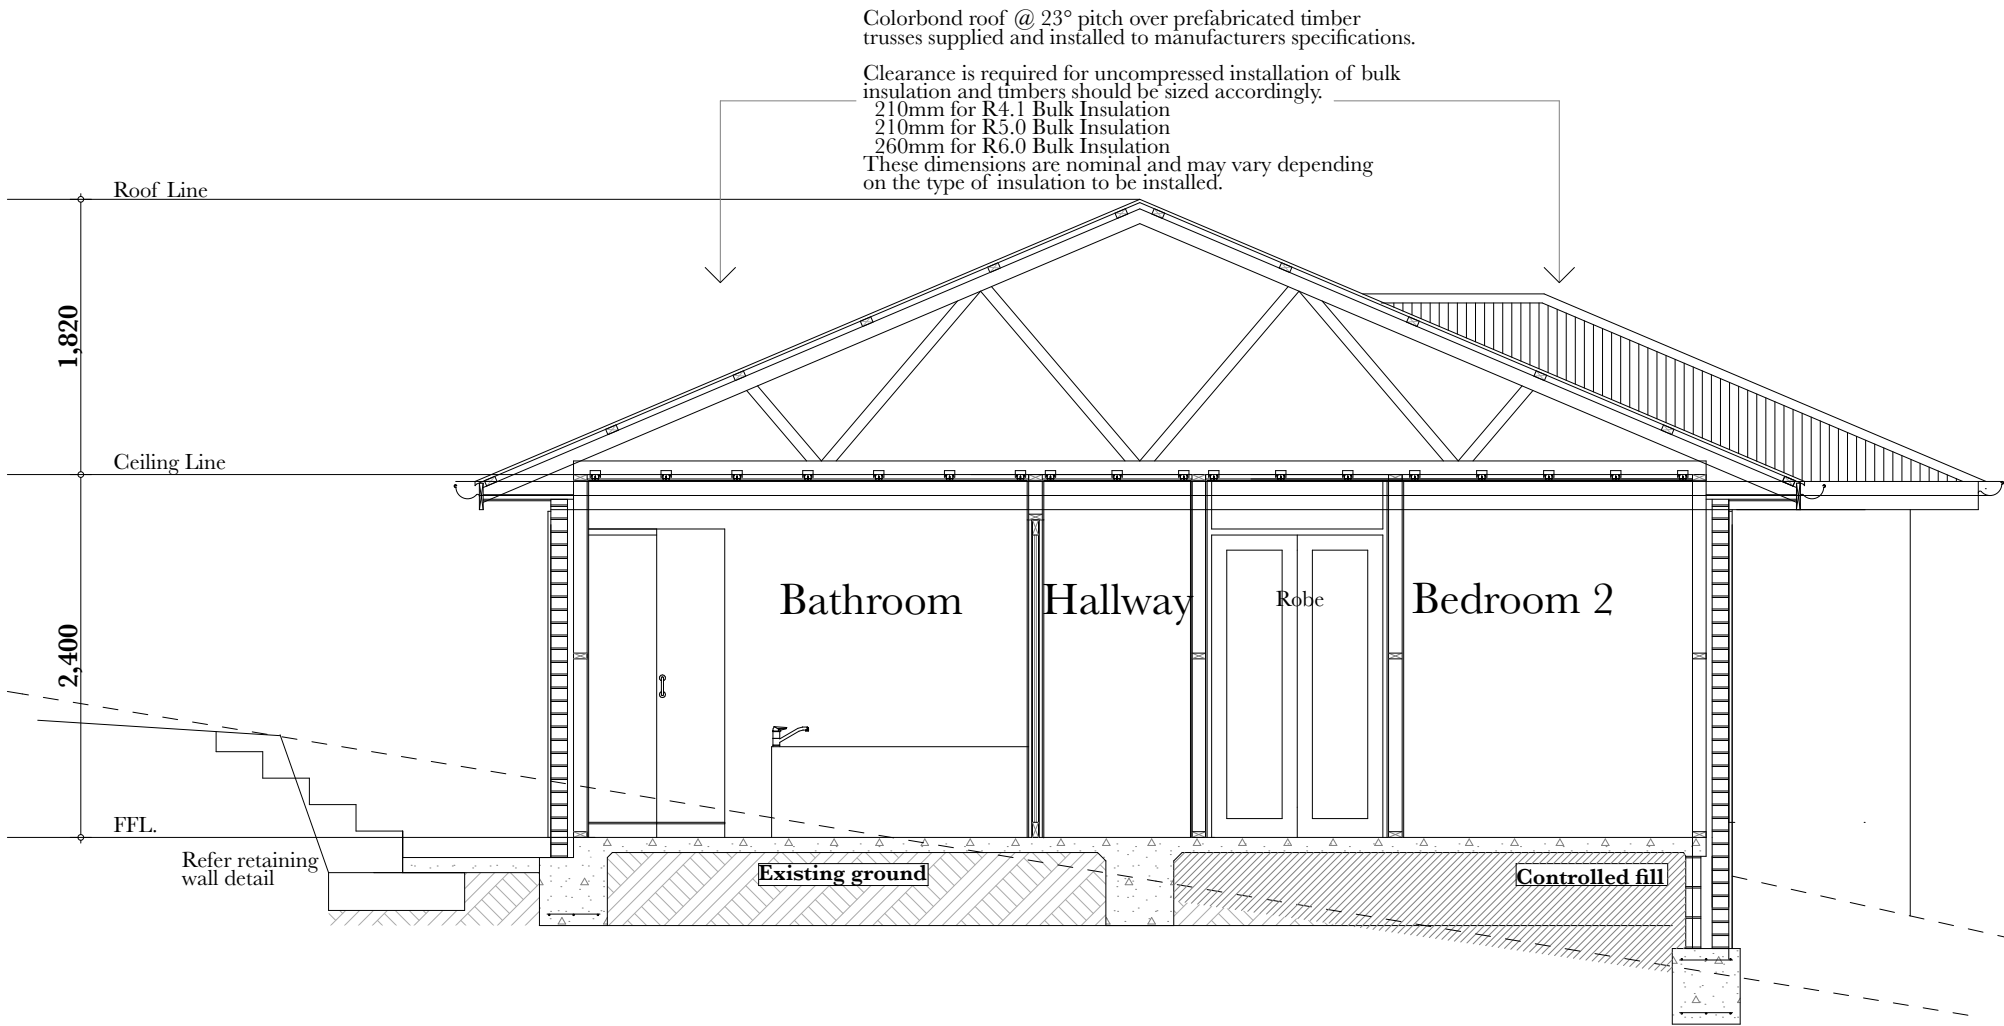 Colorbond roof @ 23° pitch over prefabricated timber
trusses supplied and installed to manufacturers specifications.
Clearance is required for uncompressed installation of bulk
insulation and timbers should be sized accordingly.
210mm for R4.1 Bulk Insulation
210mm for R5.0 Bulk Insulation
260mm for R6.0 Bulk Insulation
These dimensions are nominal and may vary depending
on the type of insulation to be installed.
Roof Line
1,820
Ceiling Line
Bathroom
Hallway
Robe
Bedroom 2
2,400
FFL.
Refer retaining
wall detail
Existing ground
Controlled fill